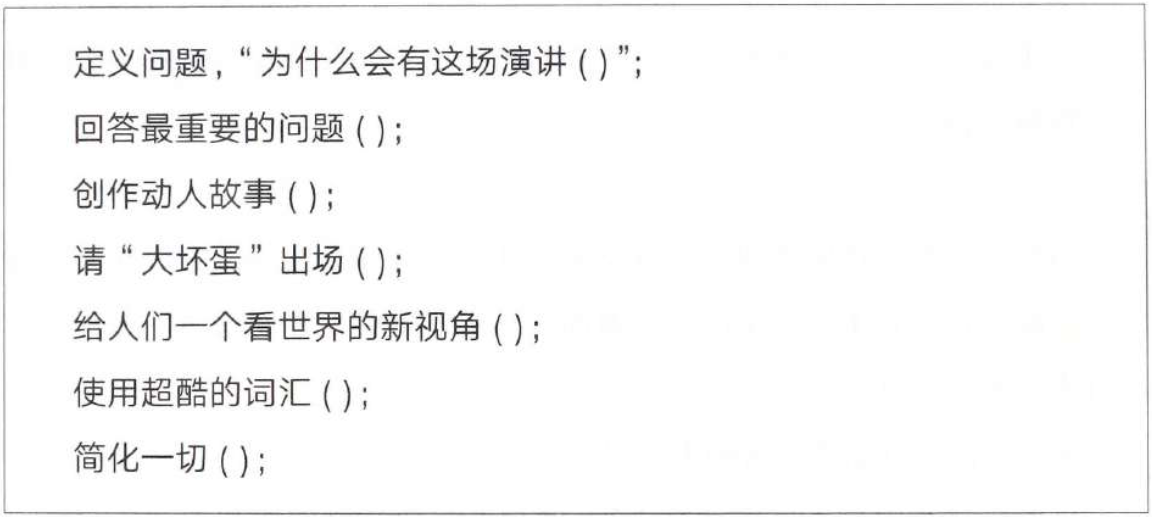 定义问题，“为什么会有这场演讲（）”；
回答最重要的问题（）；
创作动人故事（）；
请“大坏蛋”出场（）；
给人们一个看世界的新视角（）；
使用超酷的词汇（）；
简化一切（）；